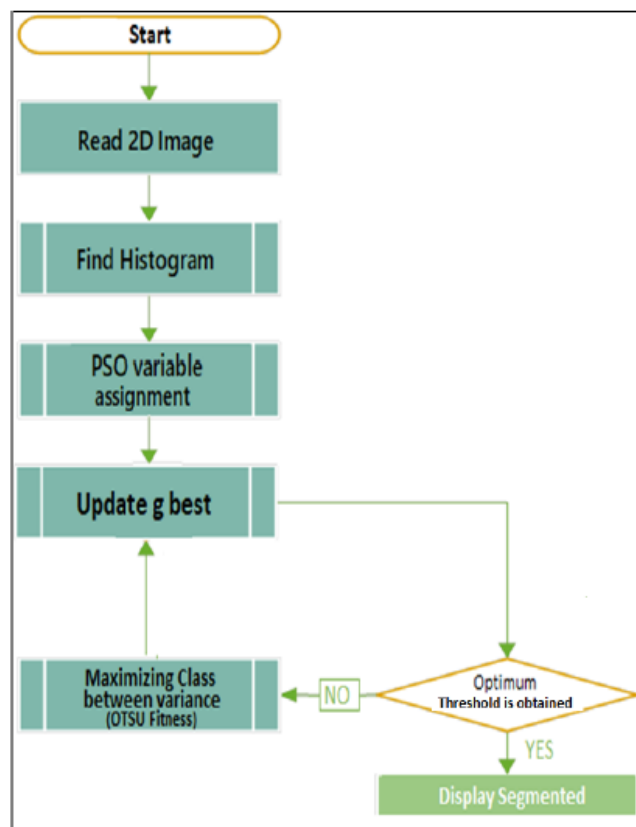 Start
Read 2D Image
Find Histogram
PSO variable
assignment
Update g best
Maximizing Class
between variance
(OTSU Fitness)
NO
Optimum
Threshold is obtained
YES
Display Segmented